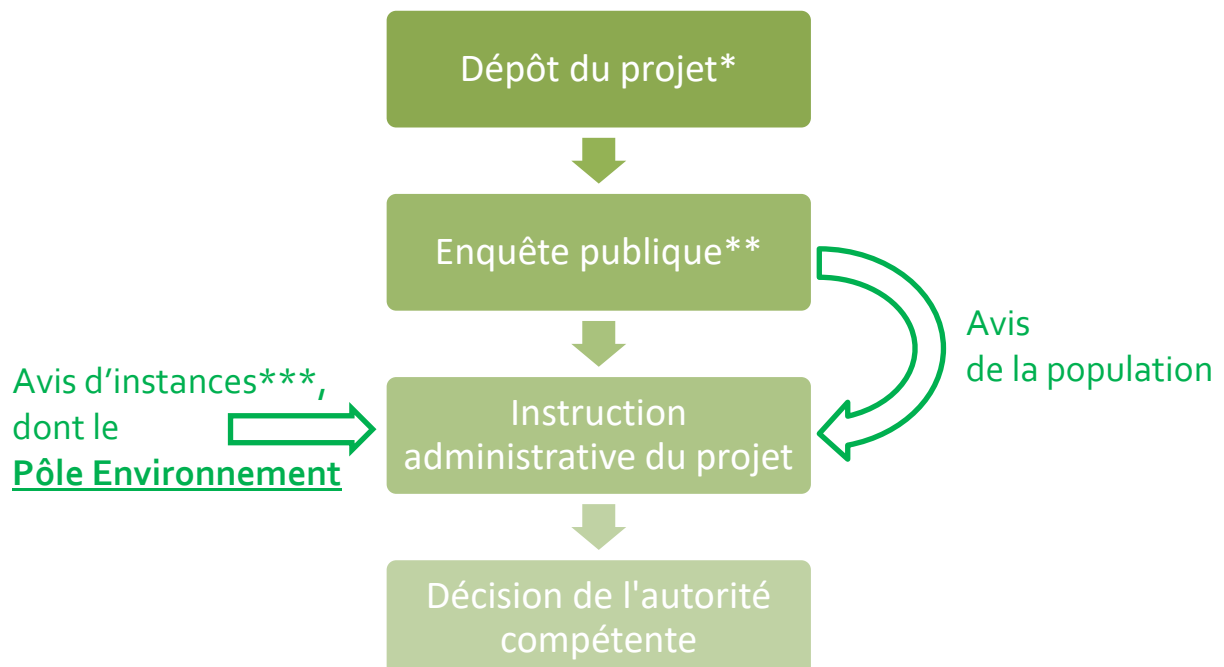 Dépôt du projet*
Enquête publique**
Avis
de la population
Avis d’instances***,
dont le
Pôle Environnement
Instruction
administrative du projet
Décision de l'autorité
compétente